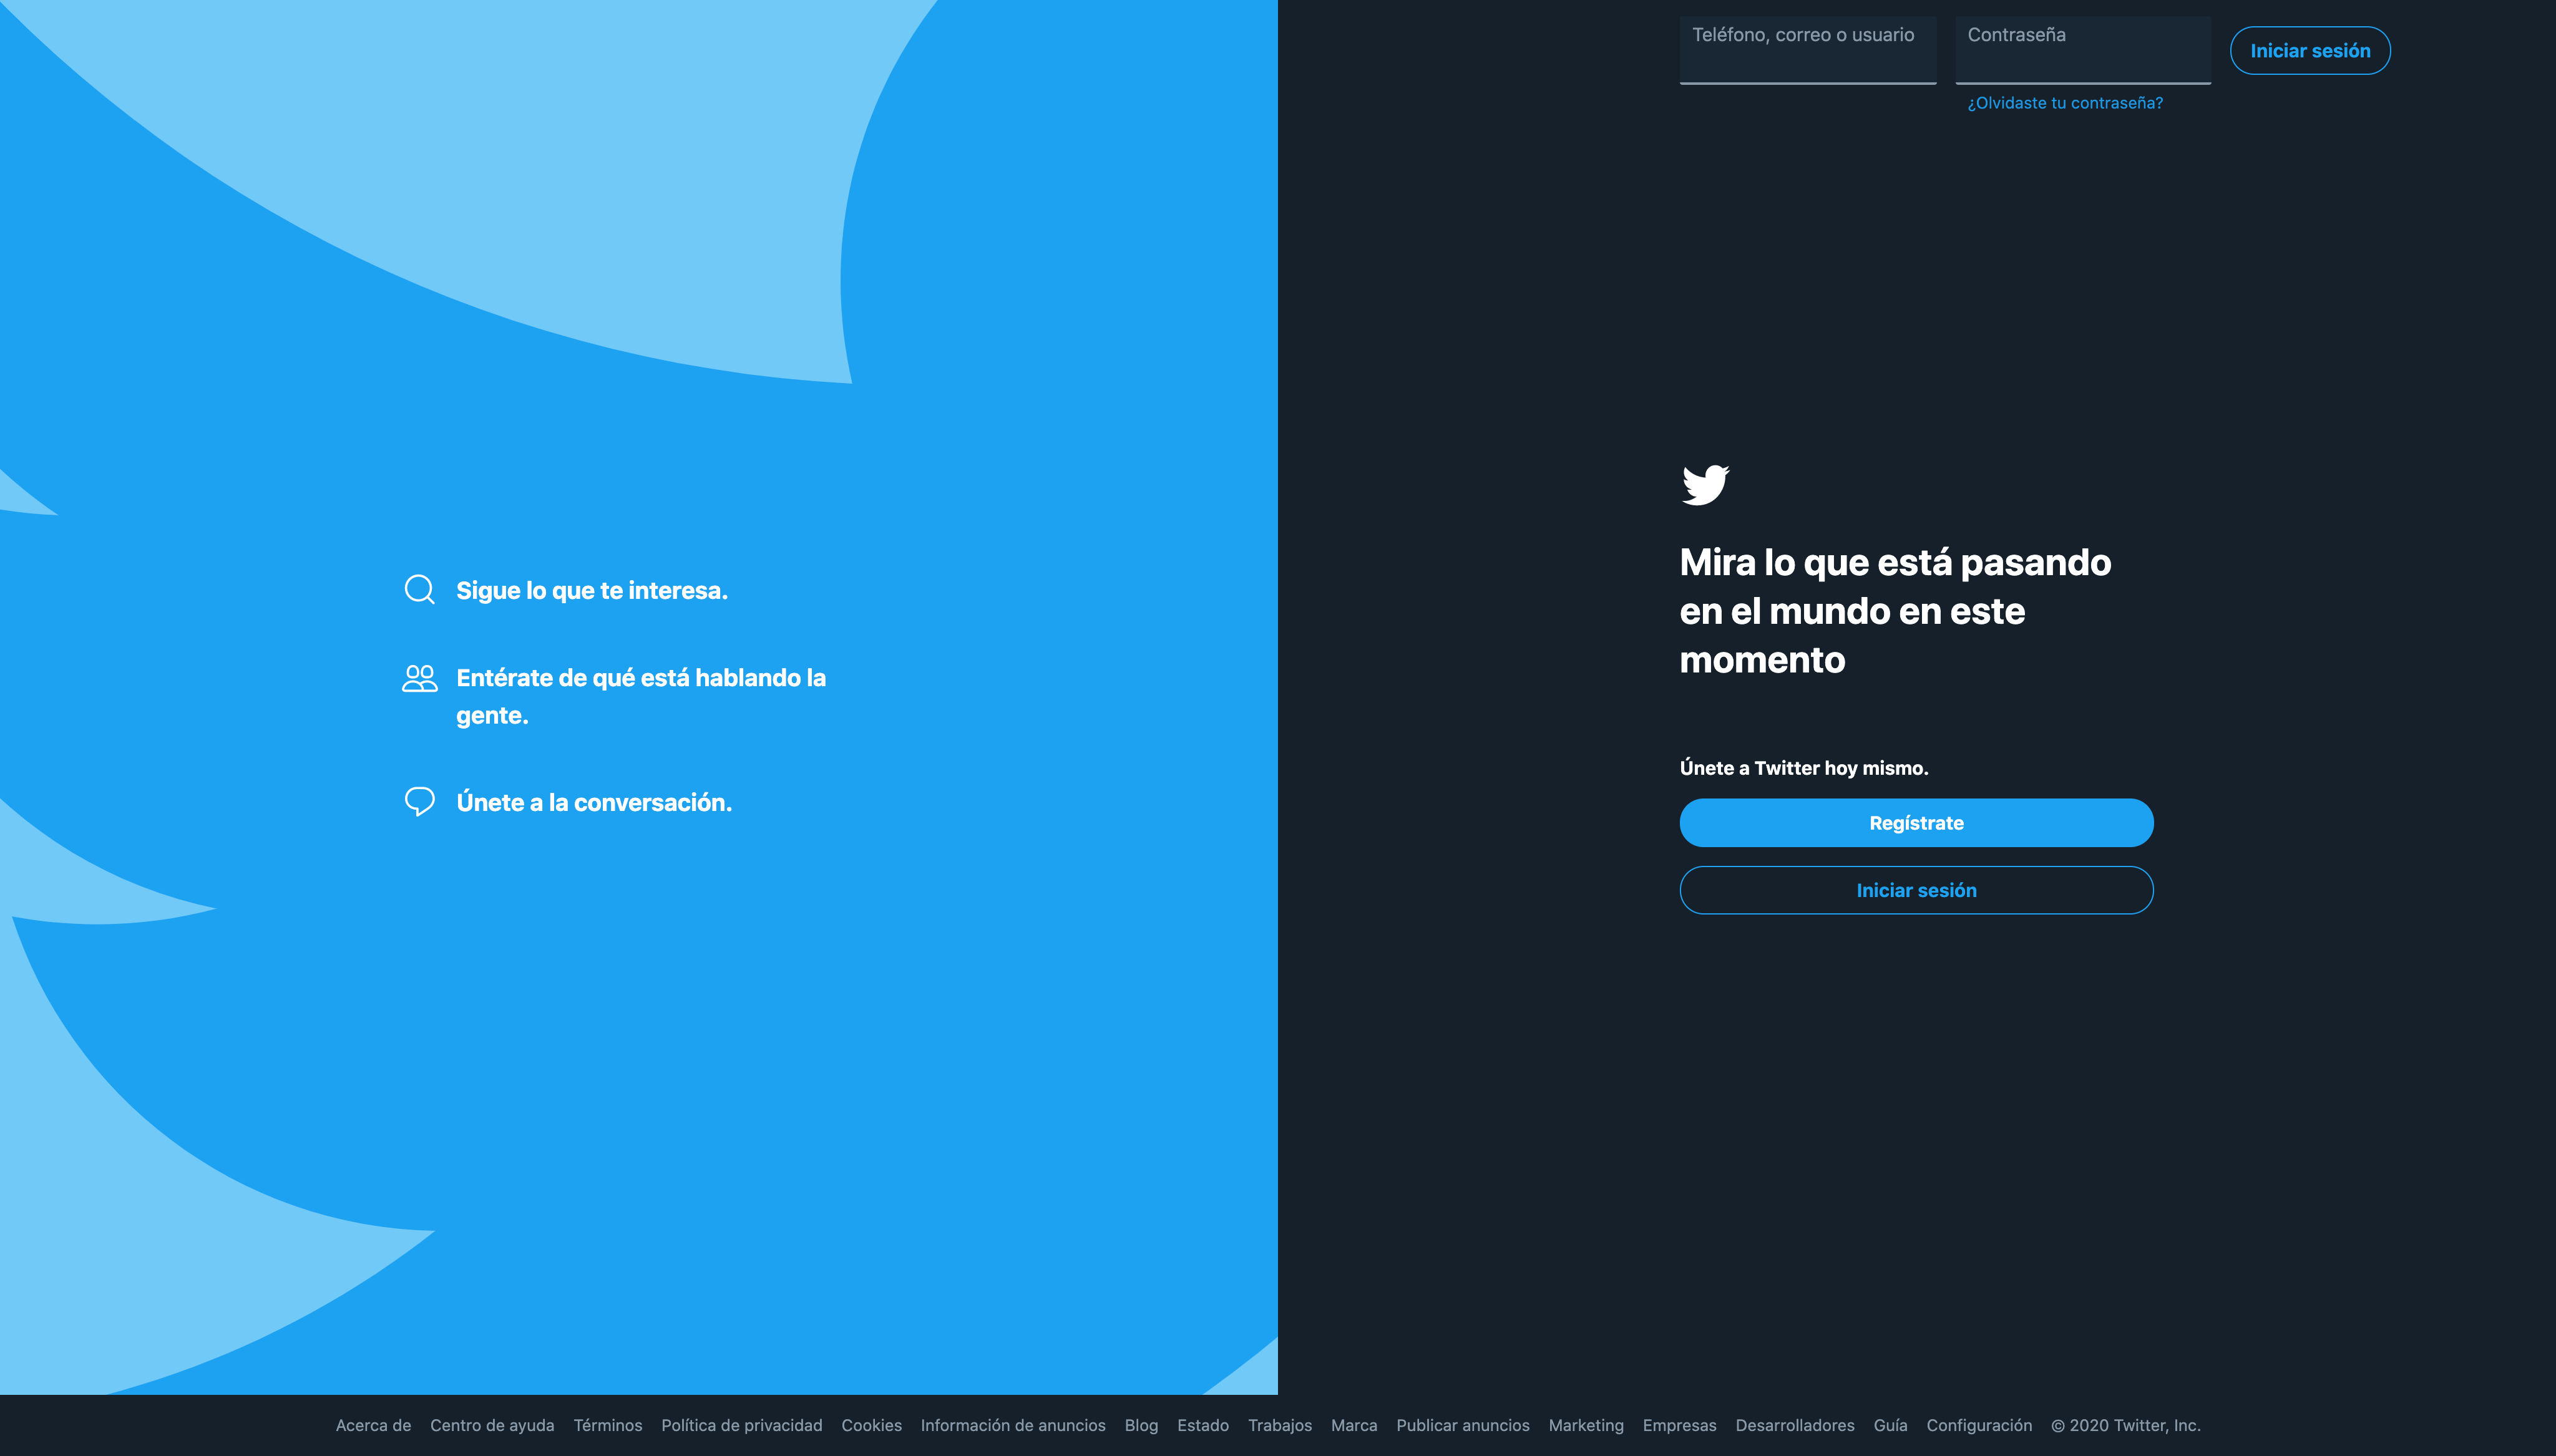 Teléfono, correo o usuario
Contraseña
Iniciar sesión
¿Olvidaste tu contraseña?
Sigue lo que te interesa.
Entérate de qué está hablando la
gente.
Únete a la conversación.
Mira lo que está pasando
en el mundo en este
momento
Únete a Twitter hoy mismo.
Regístrate
Iniciar sesión
Acerca de Centro de ayuda Términos Política de privacidad Cookies Información de anuncios Blog Estado Trabajos Marca Publicar anuncios Marketing Empresas Desarrolladores Guía Configuración © 2020 Twitter, Inc.